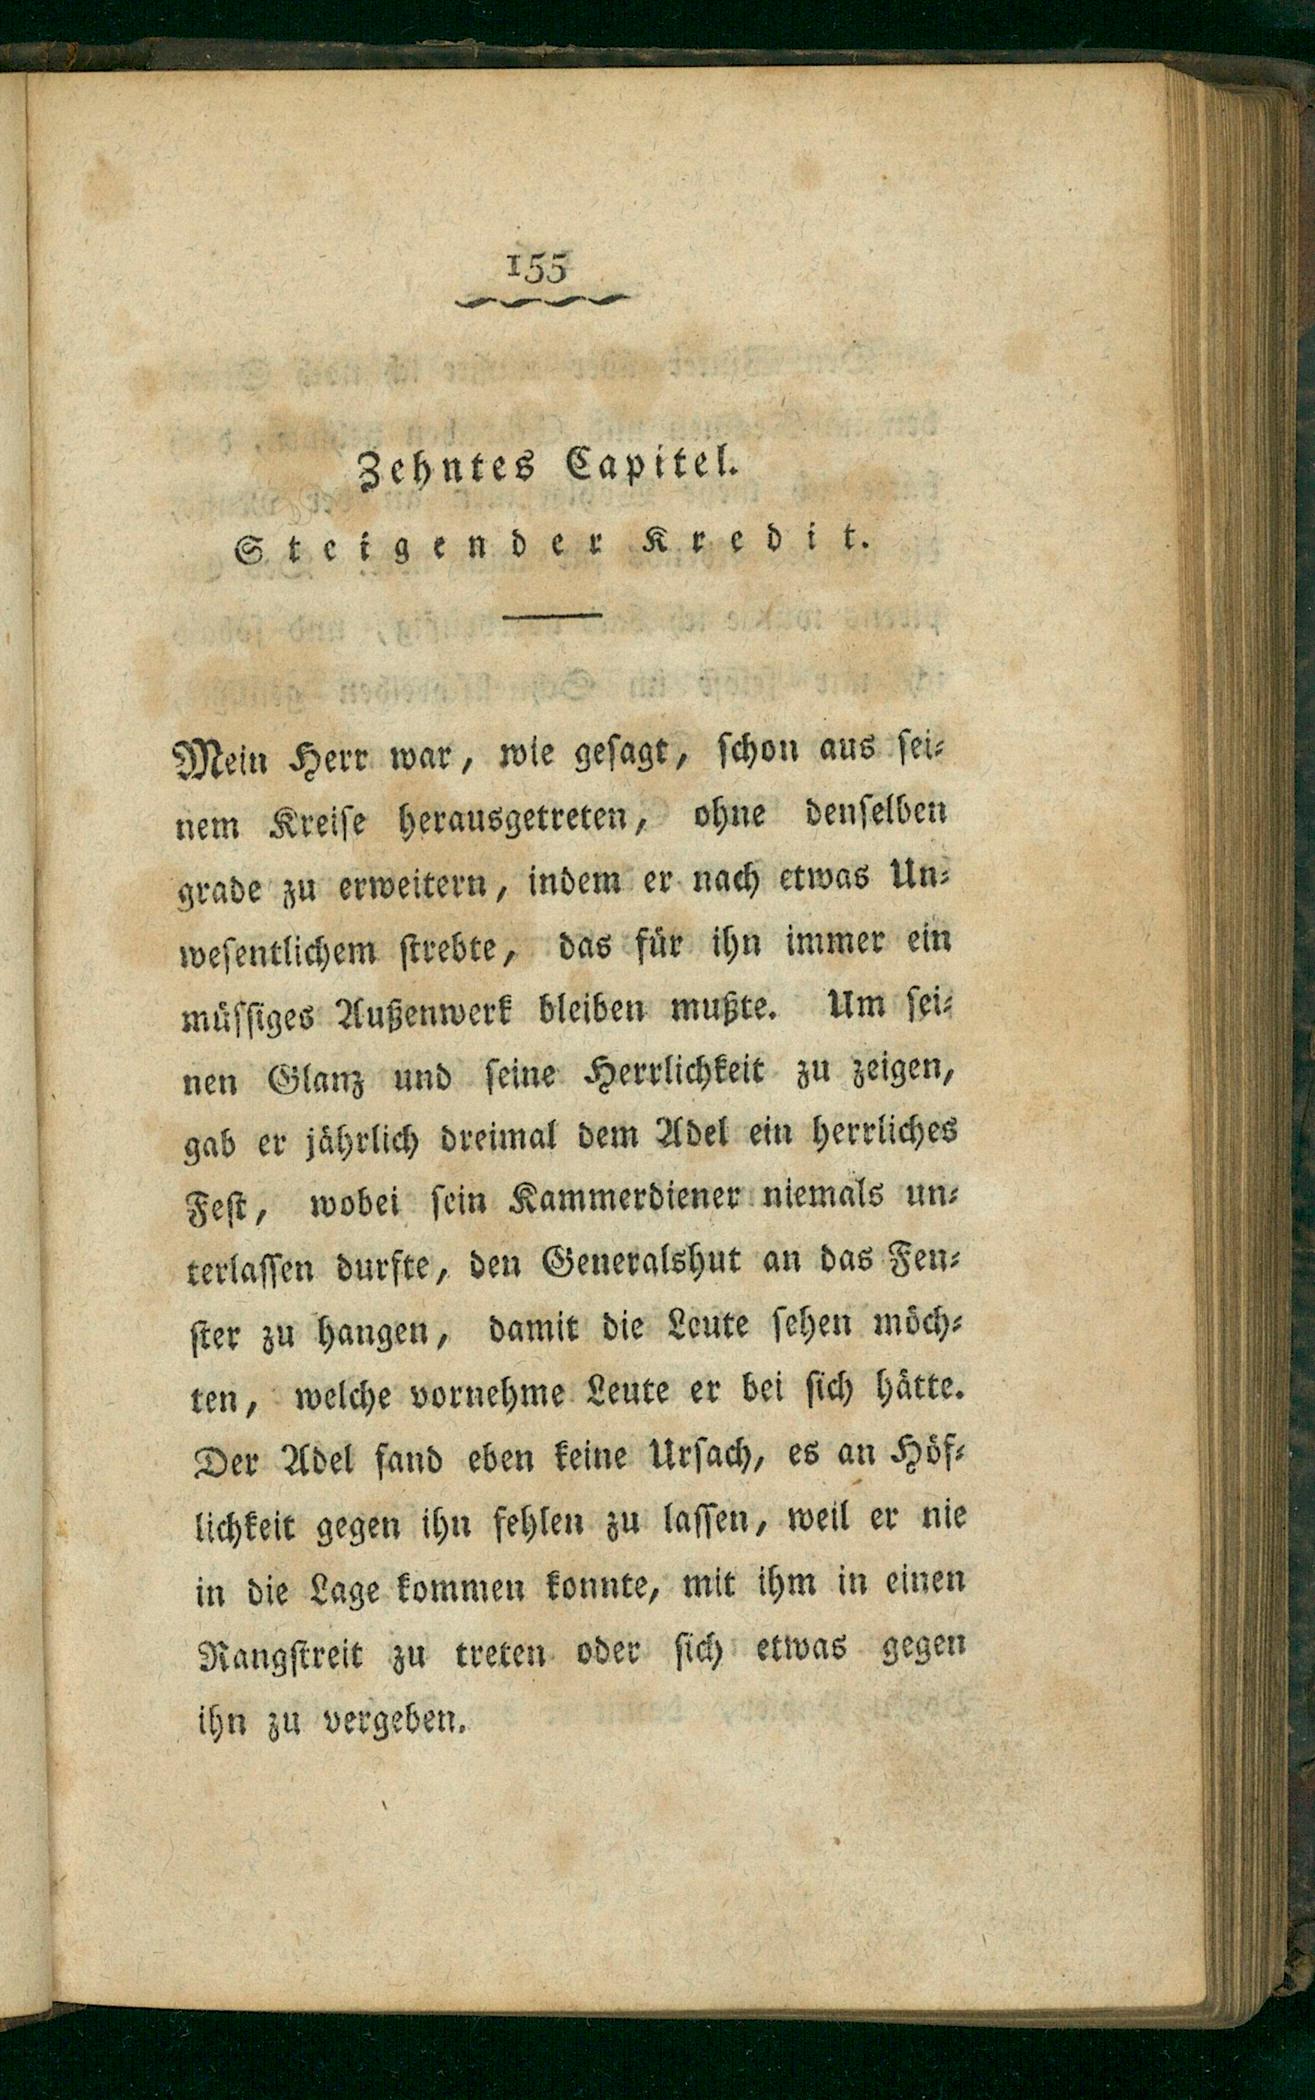 155
Zehntes Capitel.
Steigender Kredit.
Mein Herr war, wie gesagt, schon aus sei-
nem Kreise herausgetreten, ohne denselben
grade zu erweitern, indem er nach etwas Un-
wesentlichem strebte, das für ihn immer ein
müssiges Außenwerk bleiben mußte. Um sei-
nen Glanz und seine Herrlichkeit zu zeigen,
gab er jährlich dreimal dem Adel ein herrliches
Fest, wobei sein Kammerdiener niemals un-
terlassen durfte, den Generalshut an das Fen-
ster zu hangen, damit die Leute sehen möch-
ten, welche vornehme Leute er bei sich hätte.
Der Adel fand eben keine Ursach, es an Höf-
lichkeit gegen ihn fehlen zu lassen, weil er nie
in die Lage kommen konnte, mit ihm in einen
Rangstreit zu treten oder sich etwas gegen
ihn zu vergeben.